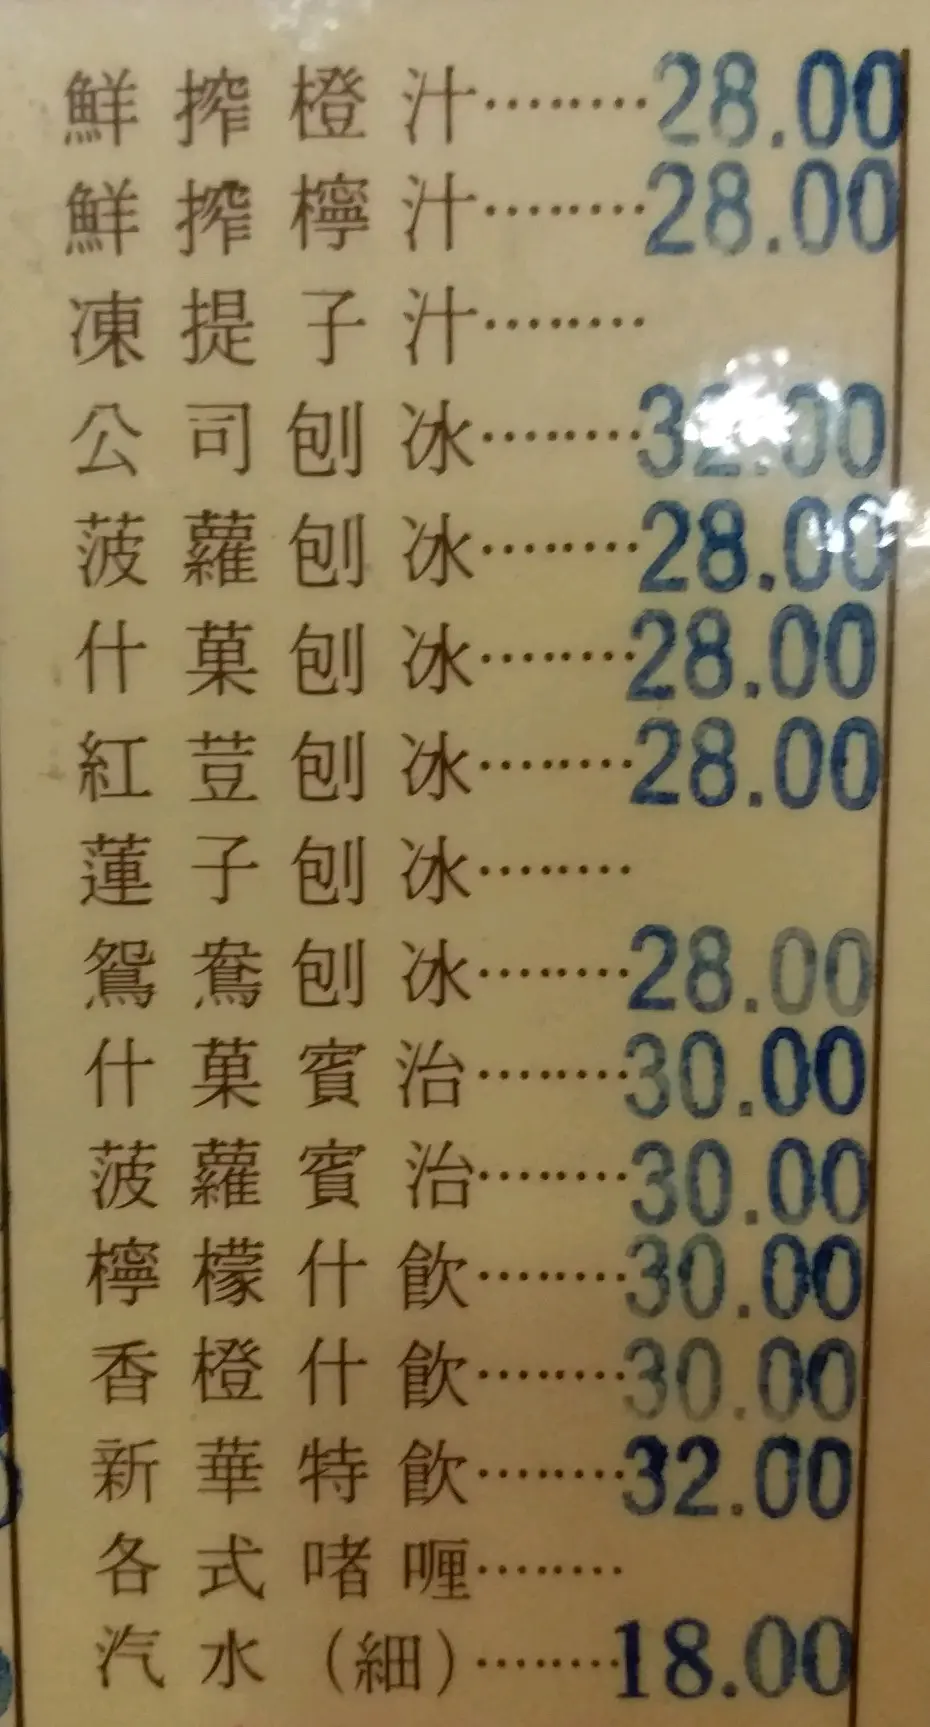 鮮搾橙汁………28.00
鮮搾檸汁………28.00
凍提子汁………
公司刨冰………32.00
菠蘿刨冰………28.00
什菓刨冰………28.00
紅荳刨冰………28.00
蓮子刨冰………
鴛鴦刨冰………28.00
什菓賓治………30.00
菠蘿賓治………30.00
檸檬什飲………30.00
香橙什飲………30.00
新華特飲………32.00
各式啫喱………
汽水(細)………18.00